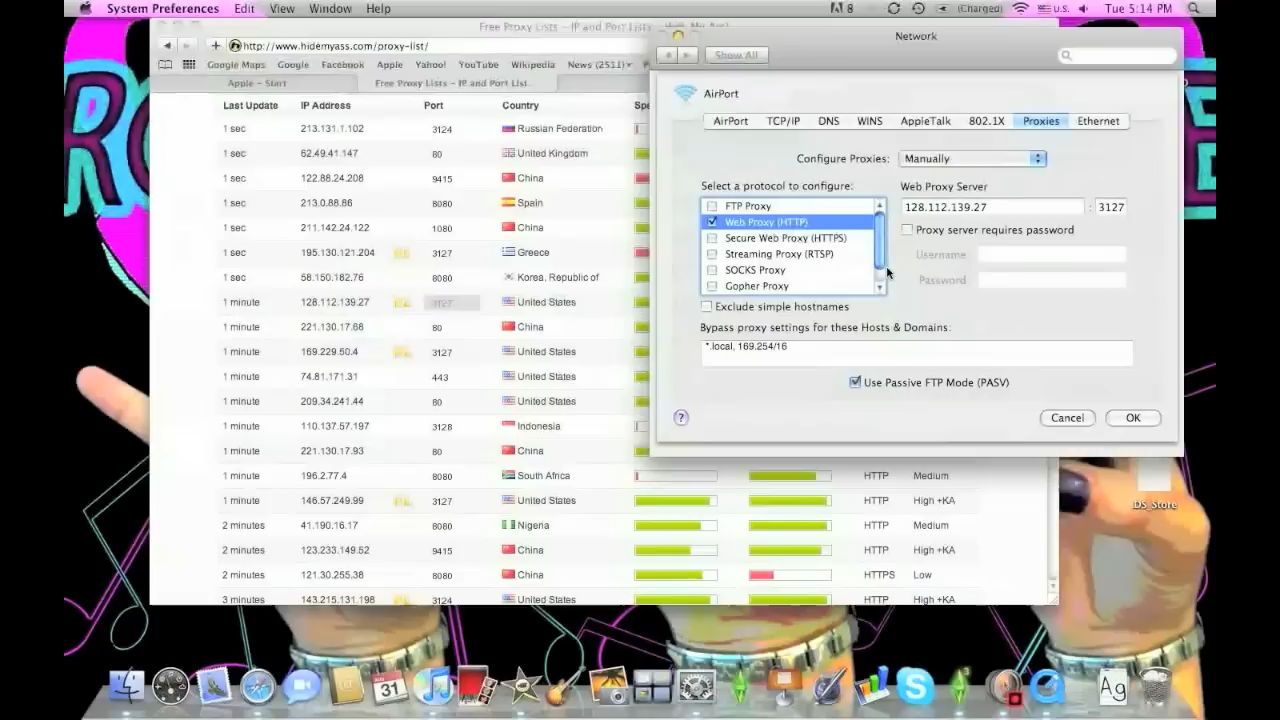 System Preferences Edit View Window Help 8 (Charged) U.S. Tue 5:14 PM
Free Proxy Lists - IP and Port Lists
http://www.hidemyass.com/proxy-list/
Google Maps Google Facebook Apple Yahoo! YouTube Wikipedia News (2511)
Apple - Start Free Proxy Lists - IP and Port List...
Last Update IP Address Port Country
1 sec 213.131.1.102 3124 Russian Federation
1 sec 62.49.41.147 80 United Kingdom
1 sec 122.88.24.208 9415 China
1 sec 213.0.88.86 8080 Spain
1 sec 211.142.24.122 1080 China
1 sec 195.130.121.204 3127 Greece
1 sec 58.150.182.76 8080 Korea, Republic of
1 minute 128.112.139.27 3127 United States
1 minute 221.130.17.66 80 China
1 minute 169.229.50.4 3127 United States
1 minute 74.81.171.31 443 United States
1 minute 209.34.241.44 80 United States
1 minute 110.137.57.197 3128 Indonesia
1 minute 221.130.17.93 80 China
1 minute 196.2.77.4 8080 South Africa HTTP Medium
1 minute 146.57.249.99 3127 United States HTTP High +KA
2 minutes 41.190.16.17 8080 Nigeria HTTP Medium
2 minutes 123.233.149.52 9415 China HTTP High +KA
2 minutes 121.30.255.38 8080 China HTTPS Low
3 minutes 143.215.131.198 3124 United States HTTP High +KA
Network
Show All
AirPort
AirPort TCP/IP DNS WINS AppleTalk 802.1X Proxies Ethernet
Configure Proxies: Manually
Select a protocol to configure:
FTP Proxy
Web Proxy (HTTP)
Secure Web Proxy (HTTPS)
Streaming Proxy (RTSP)
SOCKS Proxy
Gopher Proxy
Web Proxy Server
128.112.139.27 : 3127
Proxy server requires password
Username
Password
Exclude simple hostnames
Bypass proxy settings for these Hosts & Domains:
*.local, 169.254/16
Use Passive FTP Mode (PASV)
? Cancel OK
DS_Store
31
Ag